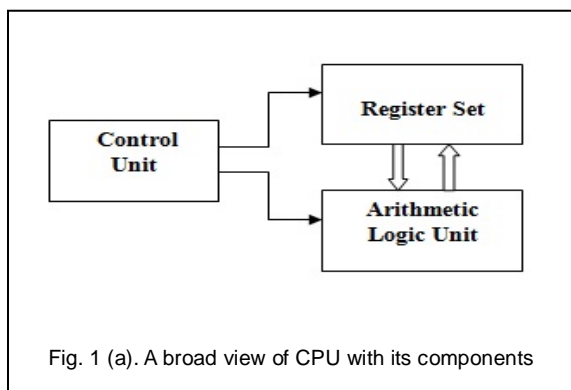 Control
Unit
Register Set
Arithmetic
Logic Unit
Fig. 1 (a). A broad view of CPU with its components